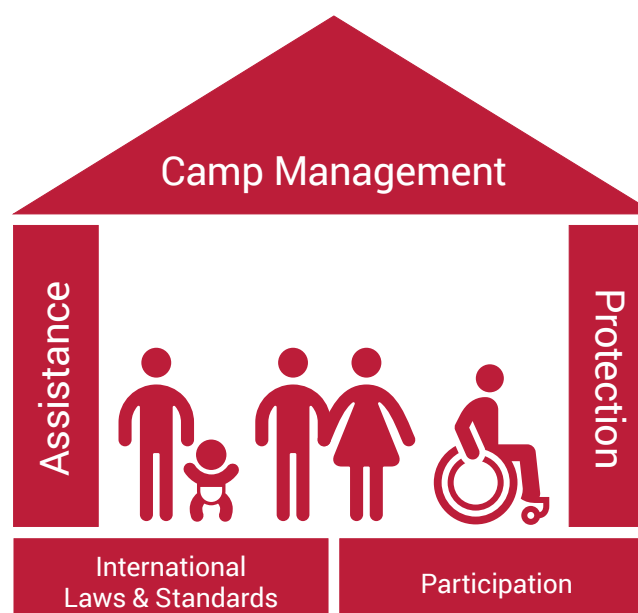 Camp Management
Assistance
Protection
International
Laws & Standards
Participation